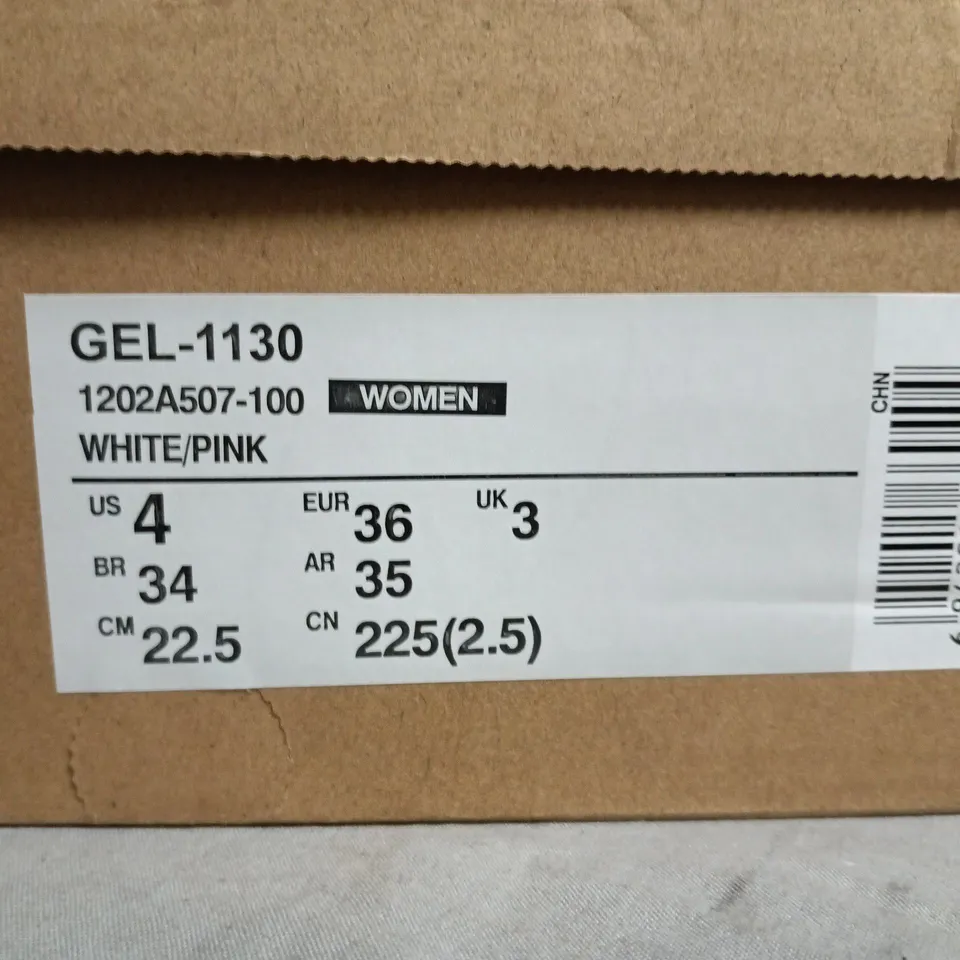 GEL-1130
1202A507-100 WOMEN
WHITE/PINK
US 4 EUR 36 UK 3
BR 34 AR 35
CM 22.5 CN 225(2.5)
CHN